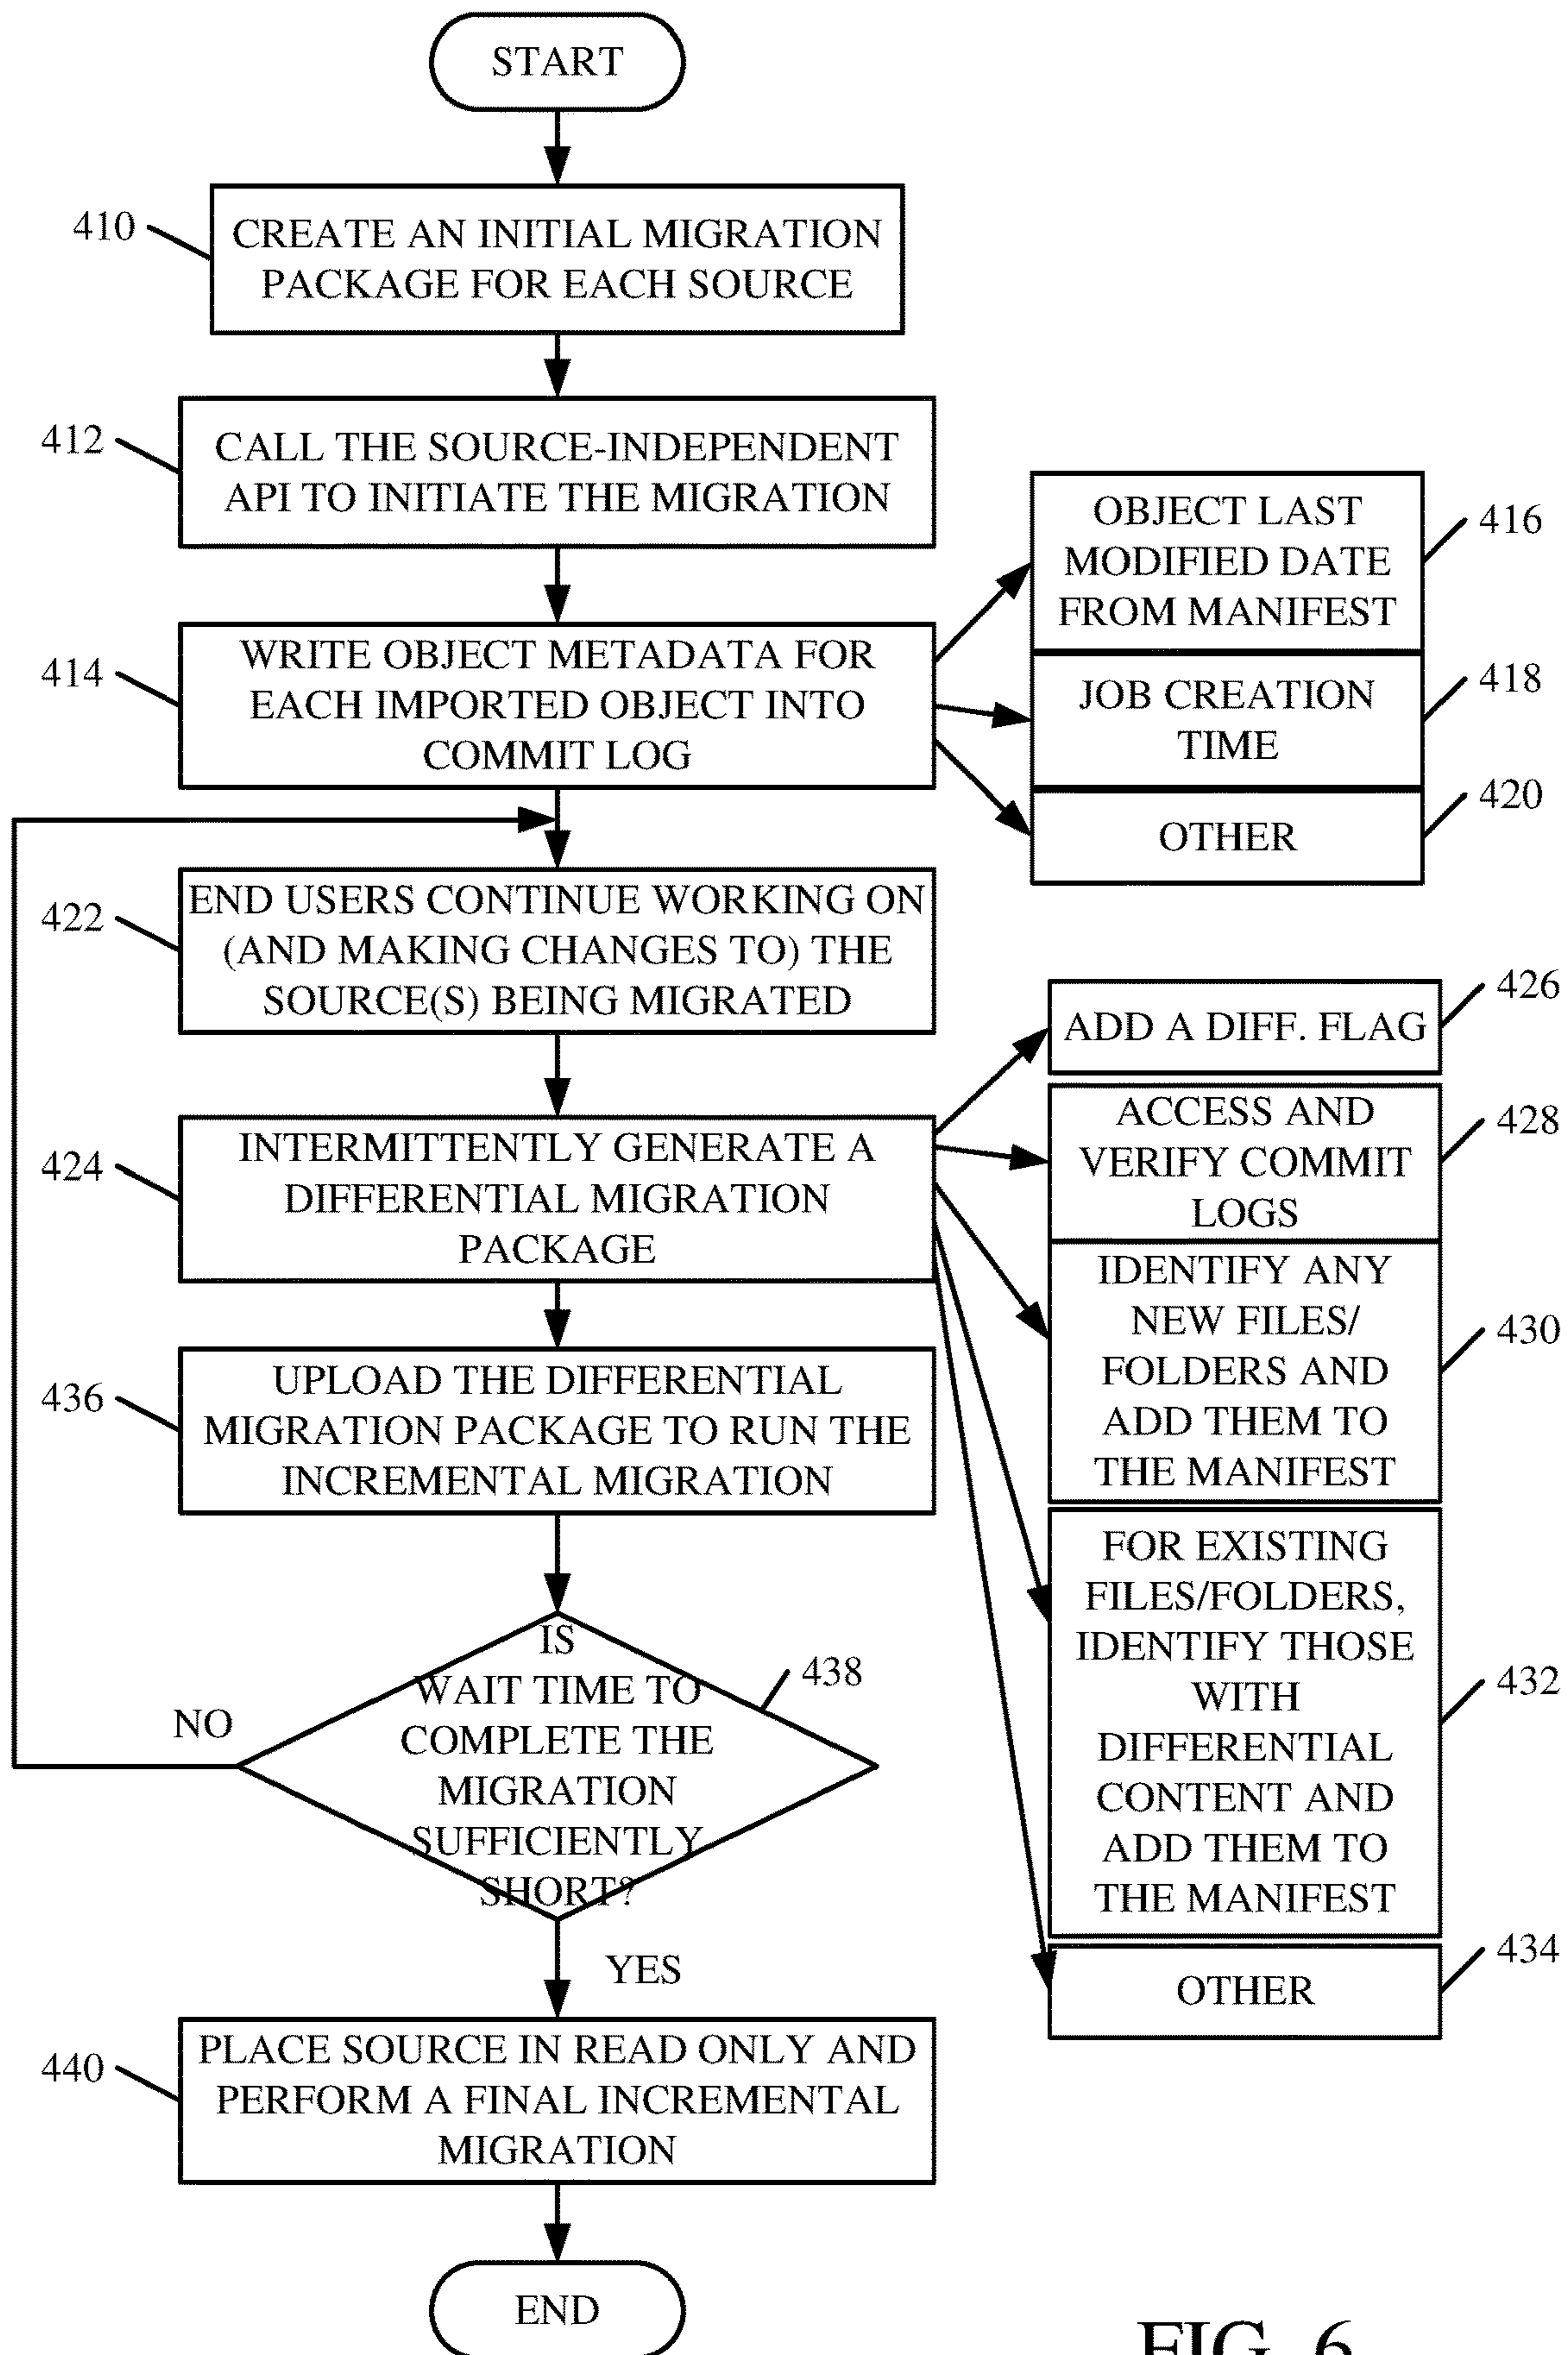 START
410
CREATE AN INITIAL MIGRATION
PACKAGE FOR EACH SOURCE
412
CALL THE SOURCE-INDEPENDENT
API TO INITIATE THE MIGRATION
414
WRITE OBJECT METADATA FOR
EACH IMPORTED OBJECT INTO
COMMIT LOG
OBJECT LAST
MODIFIED DATE
FROM MANIFEST
416
JOB CREATION
TIME
418
OTHER
420
422
END USERS CONTINUE WORKING ON
(AND MAKING CHANGES TO) THE
SOURCE(S) BEING MIGRATED
424
INTERMITTENTLY GENERATE A
DIFFERENTIAL MIGRATION
PACKAGE
ADD A DIFF. FLAG
426
ACCESS AND
VERIFY COMMIT
LOGS
428
IDENTIFY ANY
NEW FILES/
FOLDERS AND
ADD THEM TO
THE MANIFEST
430
FOR EXISTING
FILES/FOLDERS,
IDENTIFY THOSE
WITH
DIFFERENTIAL
CONTENT AND
ADD THEM TO
THE MANIFEST
432
OTHER
434
436
UPLOAD THE DIFFERENTIAL
MIGRATION PACKAGE TO RUN THE
INCREMENTAL MIGRATION
IS
WAIT TIME TO
COMPLETE THE
MIGRATION
SUFFICIENTLY
SHORT?
438
NO
YES
440
PLACE SOURCE IN READ ONLY AND
PERFORM A FINAL INCREMENTAL
MIGRATION
END
FIG. 6